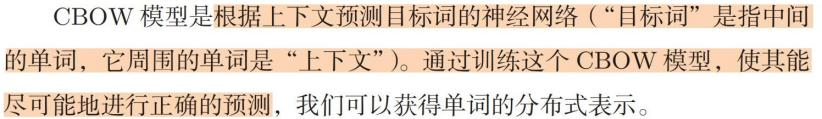 CBOW 模型是根据上下文预测目标词的神经网络（“目标词”是指中间
的单词，它周围的单词是“上下文”）。通过训练这个 CBOW 模型，使其能
尽可能地进行正确的预测，我们可以获得单词的分布式表示。